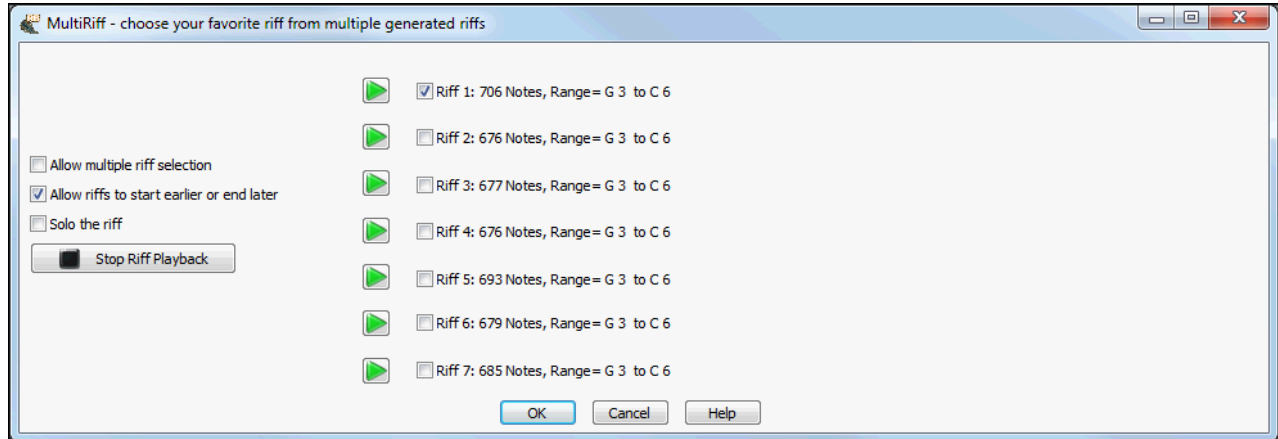 MultiRiff - choose your favorite riff from multiple generated riffs
Allow multiple riff selection
Allow riffs to start earlier or end later
Solo the riff
Stop Riff Playback
Riff 1: 706 Notes, Range= G 3 to C 6
Riff 2: 676 Notes, Range= G 3 to C 6
Riff 3: 677 Notes, Range= G 3 to C 6
Riff 4: 676 Notes, Range= G 3 to C 6
Riff 5: 693 Notes, Range= G 3 to C 6
Riff 6: 679 Notes, Range= G 3 to C 6
Riff 7: 685 Notes, Range= G 3 to C 6
OK Cancel Help